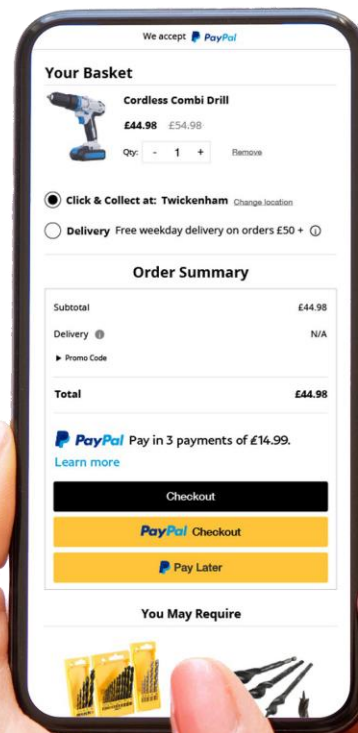 We accept PayPal
Your Basket
Cordless Combi Drill
£44.98 £54.98
Qty: - 1 + Remove
Click & Collect at: Twickenham Change location
Delivery Free weekday delivery on orders £50 +
Order Summary
Subtotal £44.98
Delivery N/A
Promo Code
Total £44.98
PayPal Pay in 3 payments of £14.99.
Learn more
Checkout
PayPal Checkout
Pay Later
You May Require